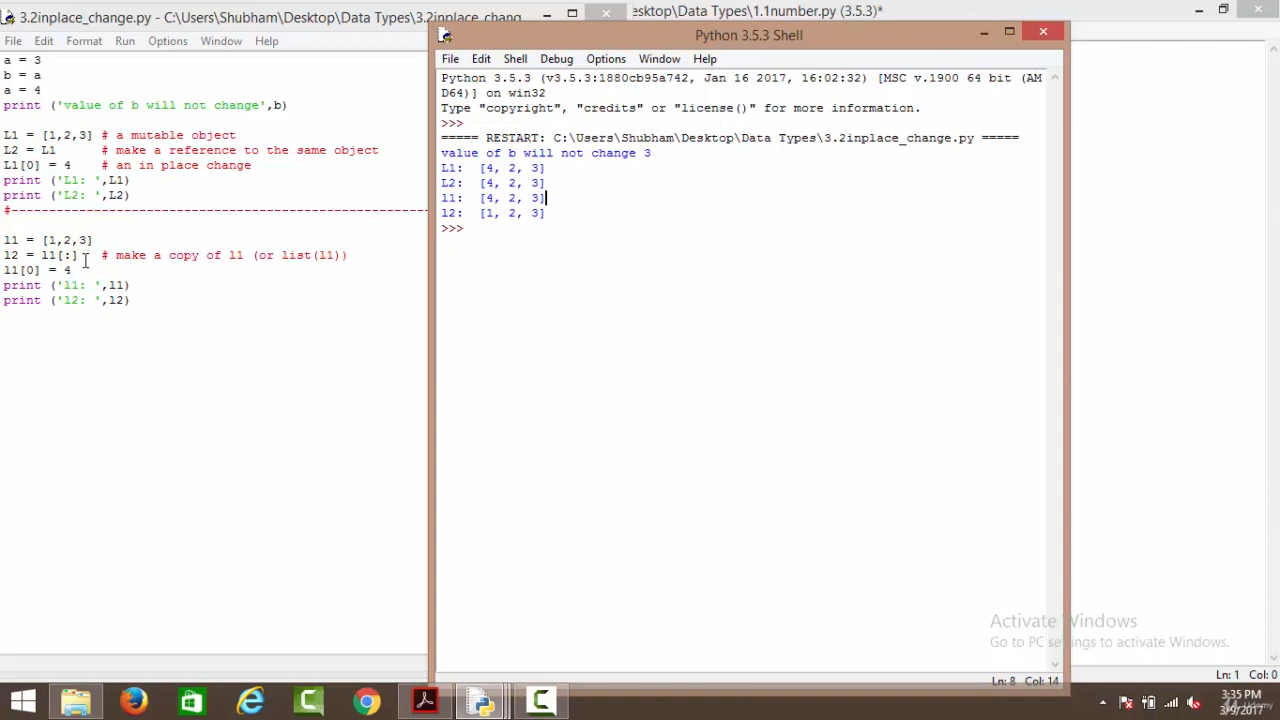 3.2inplace_change.py - C:\Users\Shubham\Desktop\Data Types\3.2inplace_chang
File Edit Format Run Options Window Help
a = 3
b = a
a = 4
print ('value of b will not change',b)
L1 = [1,2,3] # a mutable object
L2 = L1 # make a reference to the same object
L1[0] = 4 # an in place change
print ('L1: ',L1)
print ('L2: ',L2)
#------------------------------------------------------
l1 = [1,2,3]
l2 = l1[:] # make a copy of l1 (or list(l1))
l1[0] = 4
print ('l1: ',l1)
print ('l2: ',l2)
esktop\Data Types\1.1number.py (3.5.3)*
Python 3.5.3 Shell
File Edit Shell Debug Options Window Help
Python 3.5.3 (v3.5.3:1880cb95a742, Jan 16 2017, 16:02:32) [MSC v.1900 64 bit (AM
D64)] on win32
Type "copyright", "credits" or "license()" for more information.
>>>
===== RESTART: C:\Users\Shubham\Desktop\Data Types\3.2inplace_change.py =====
value of b will not change 3
L1: [4, 2, 3]
L2: [4, 2, 3]
l1: [4, 2, 3]
l2: [1, 2, 3]
>>>
Activate Windows
Go to PC settings to activate Windows.
Ln: 8 Col: 14
Ln: 1 Col: 0
3:35 PM
3/9/2017
Udemy